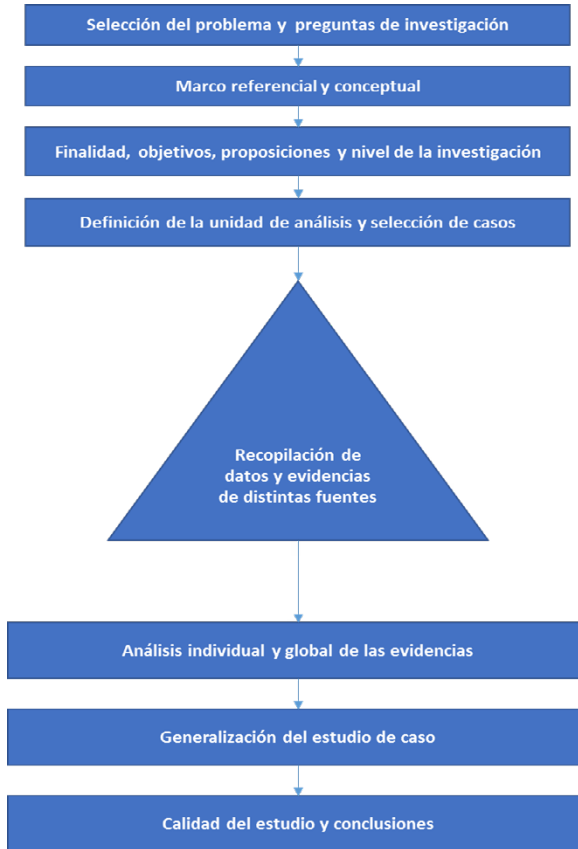 Selección del problema y preguntas de investigación
Marco referencial y conceptual
Finalidad, objetivos, proposiciones y nivel de la investigación
Definición de la unidad de análisis y selección de casos
Recopilación de
datos y evidencias
de distintas fuentes
Análisis individual y global de las evidencias
Generalización del estudio de caso
Calidad del estudio y conclusiones